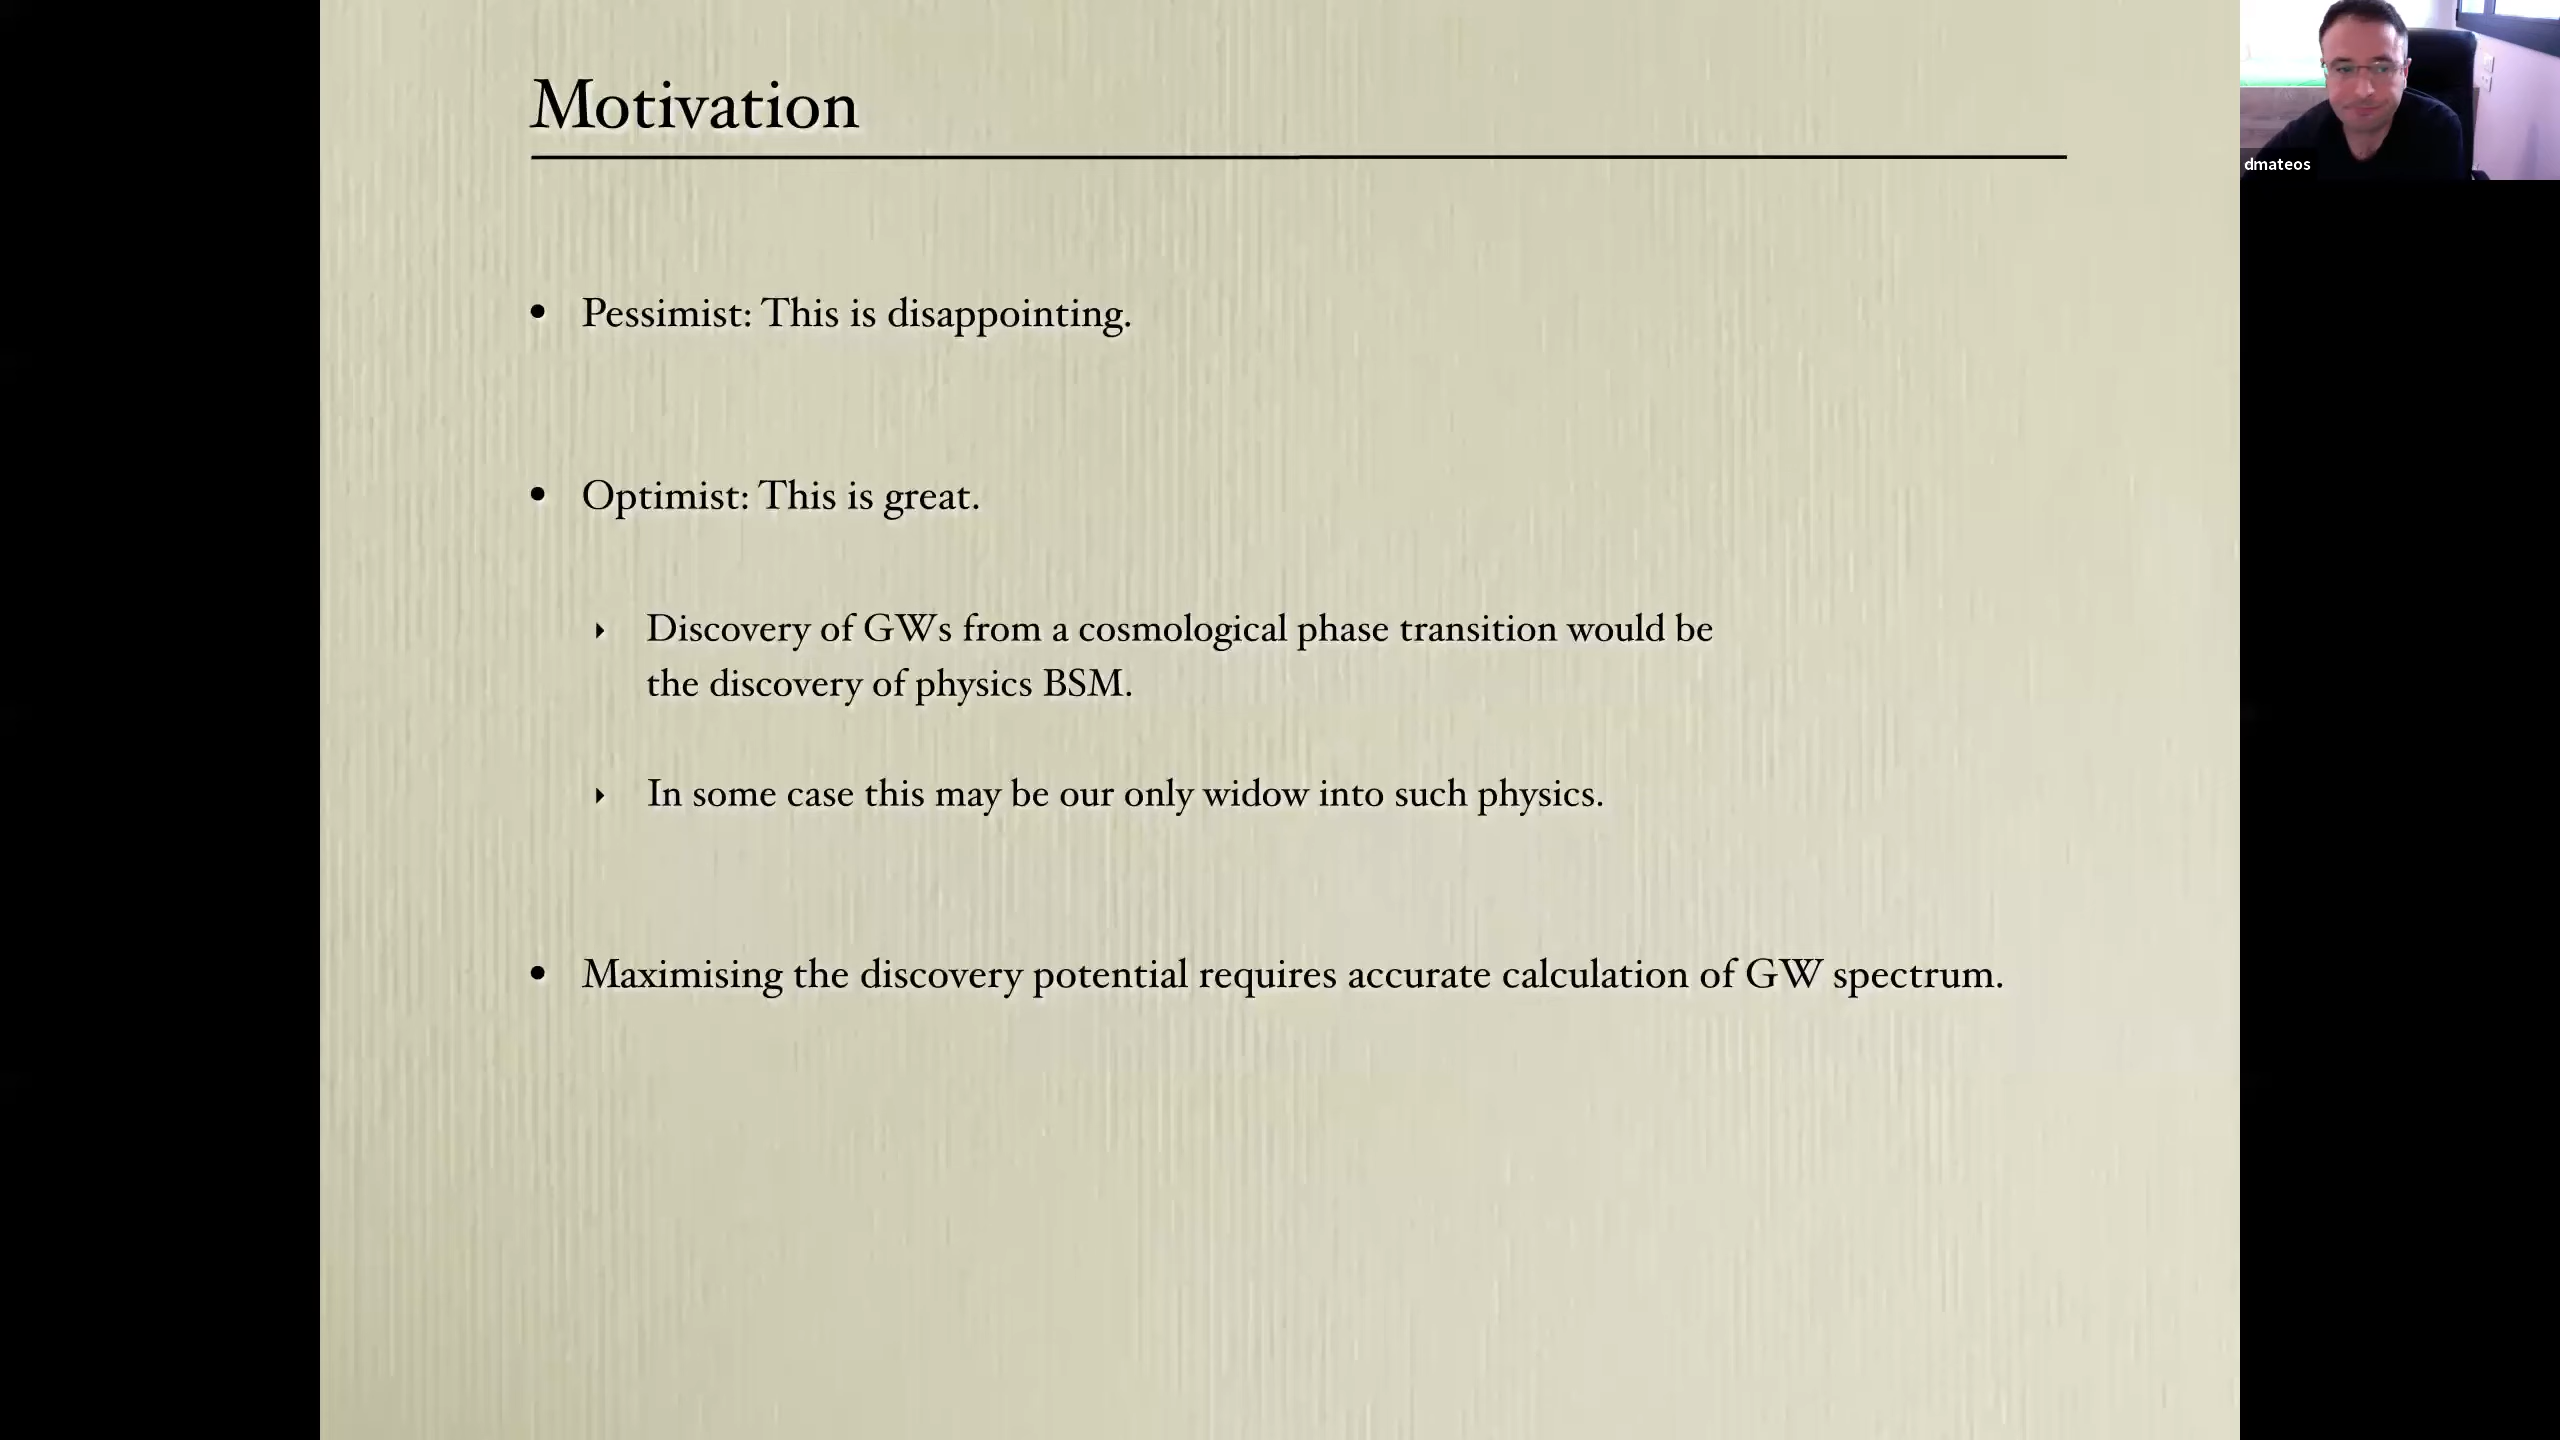 Motivation
• Pessimist: This is disappointing.
• Optimist: This is great.
‣ Discovery of GWs from a cosmological phase transition would be
the discovery of physics BSM.
‣ In some case this may be our only widow into such physics.
• Maximising the discovery potential requires accurate calculation of GW spectrum.
dmateos